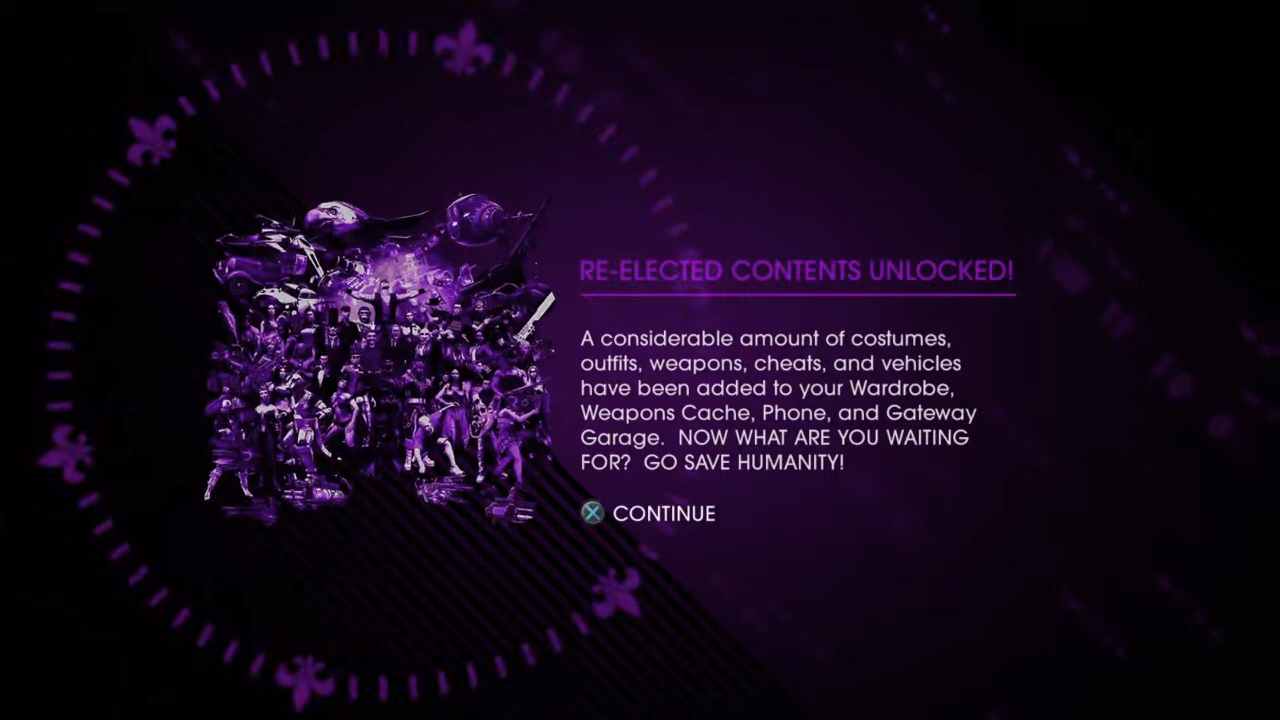 RE-ELECTED CONTENTS UNLOCKED!
A considerable amount of costumes,
outfits, weapons, cheats, and vehicles
have been added to your Wardrobe,
Weapons Cache, Phone, and Gateway
Garage.  NOW WHAT ARE YOU WAITING
FOR?  GO SAVE HUMANITY!
CONTINUE